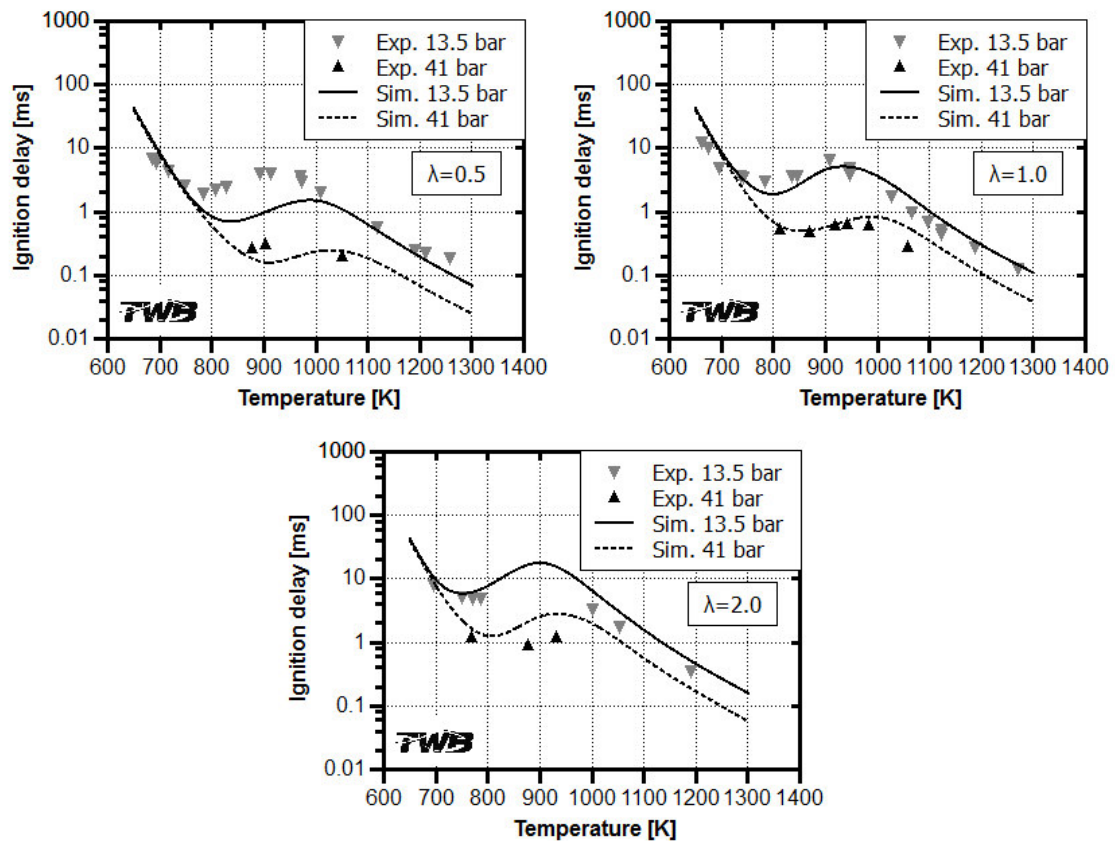 1000
100
10
1
0.1
0.01
Ignition delay [ms]
Exp. 13.5 bar
Exp. 41 bar
Sim. 13.5 bar
Sim. 41 bar
λ=0.5
TWB
600 700 800 900 1000 1100 1200 1300 1400
Temperature [K]
1000
100
10
1
0.1
0.01
Ignition delay [ms]
Exp. 13.5 bar
Exp. 41 bar
Sim. 13.5 bar
Sim. 41 bar
λ=1.0
TWB
600 700 800 900 1000 1100 1200 1300 1400
Temperature [K]
1000
100
10
1
0.1
0.01
Ignition delay [ms]
Exp. 13.5 bar
Exp. 41 bar
Sim. 13.5 bar
Sim. 41 bar
λ=2.0
TWB
600 700 800 900 1000 1100 1200 1300 1400
Temperature [K]